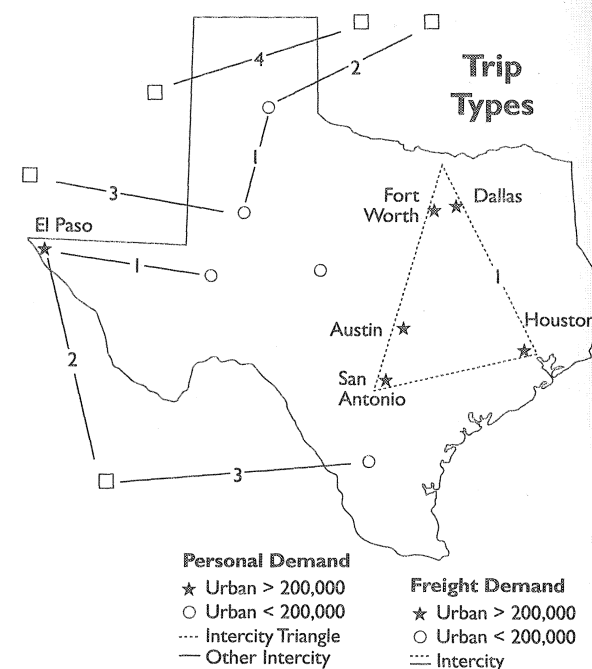 Trip
Types
4
2
1
3
El Paso
1
2
3
Fort
Worth
Dallas
1
Houston
Austin
San
Antonio
Personal Demand
Urban > 200,000
Urban < 200,000
Intercity Triangle
Other Intercity
Freight Demand
Urban > 200,000
Urban < 200,000
Intercity